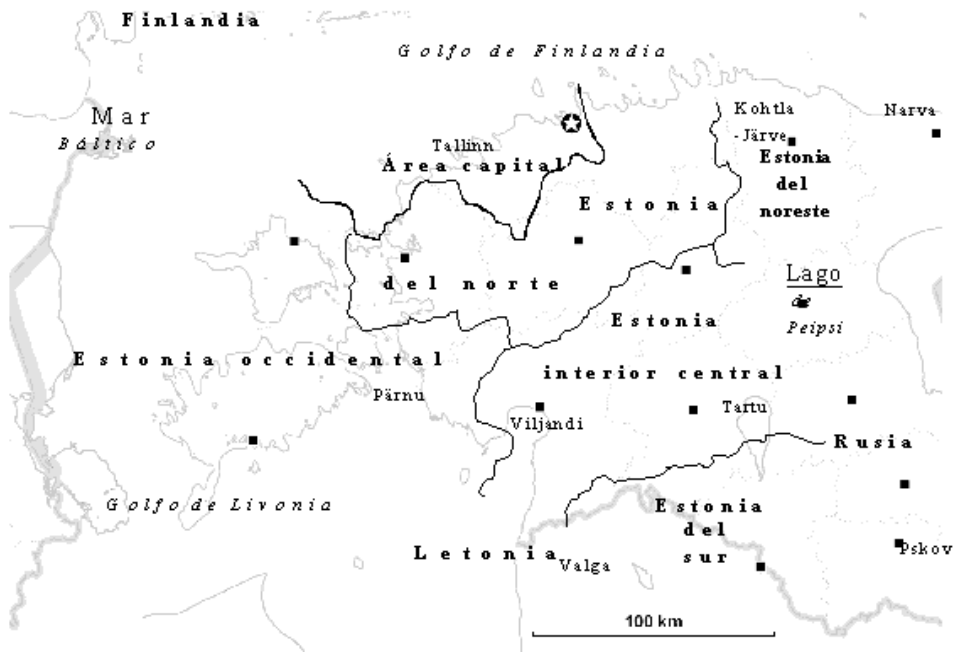 Finlandia
Golfo de Finlandia
Mar
Báltico
Tallinn
Área capital
Kohtla
-Järve
Narva
Estonia
del
noreste
Estonia
del norte
Lago
de
Peipsi
Estonia
interior central
Estonia occidental
Pärnu
Viljandi
Tartu
Rusia
Golfo de Livonia
Estonia
del
sur
Letonia
Valga
Pskov
100 km